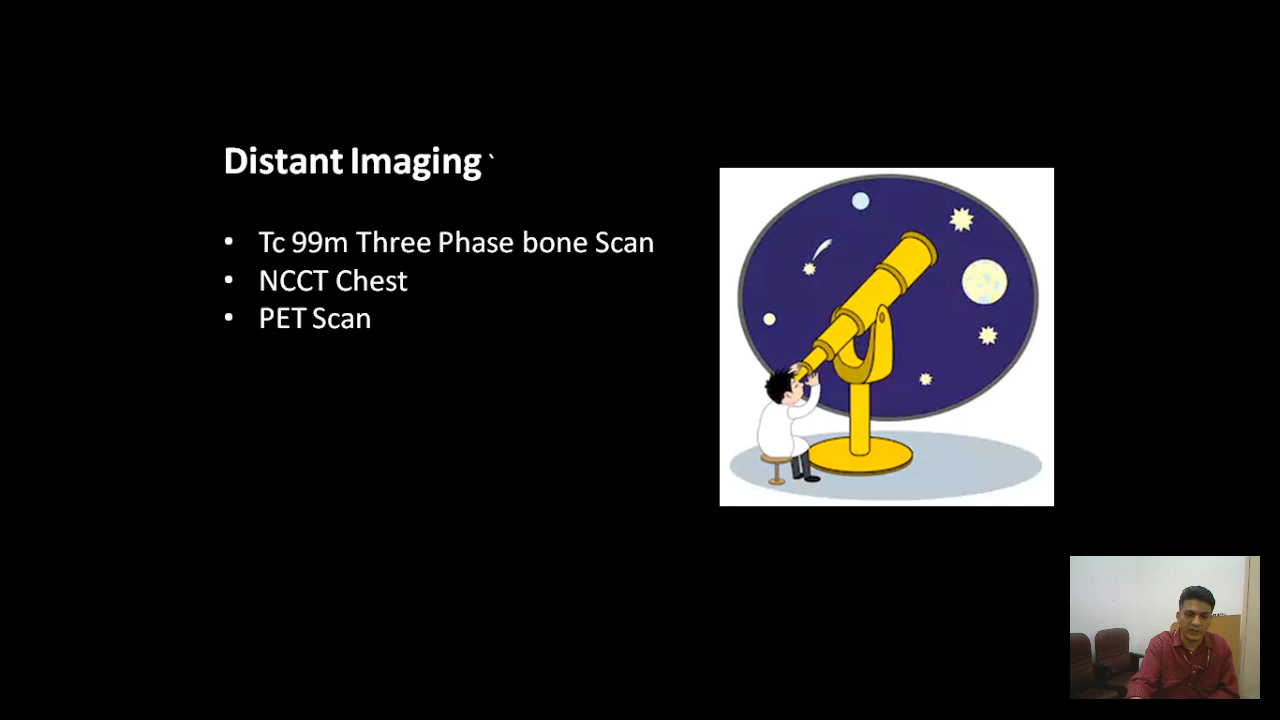 Distant Imaging `
• Tc 99m Three Phase bone Scan
• NCCT Chest
• PET Scan